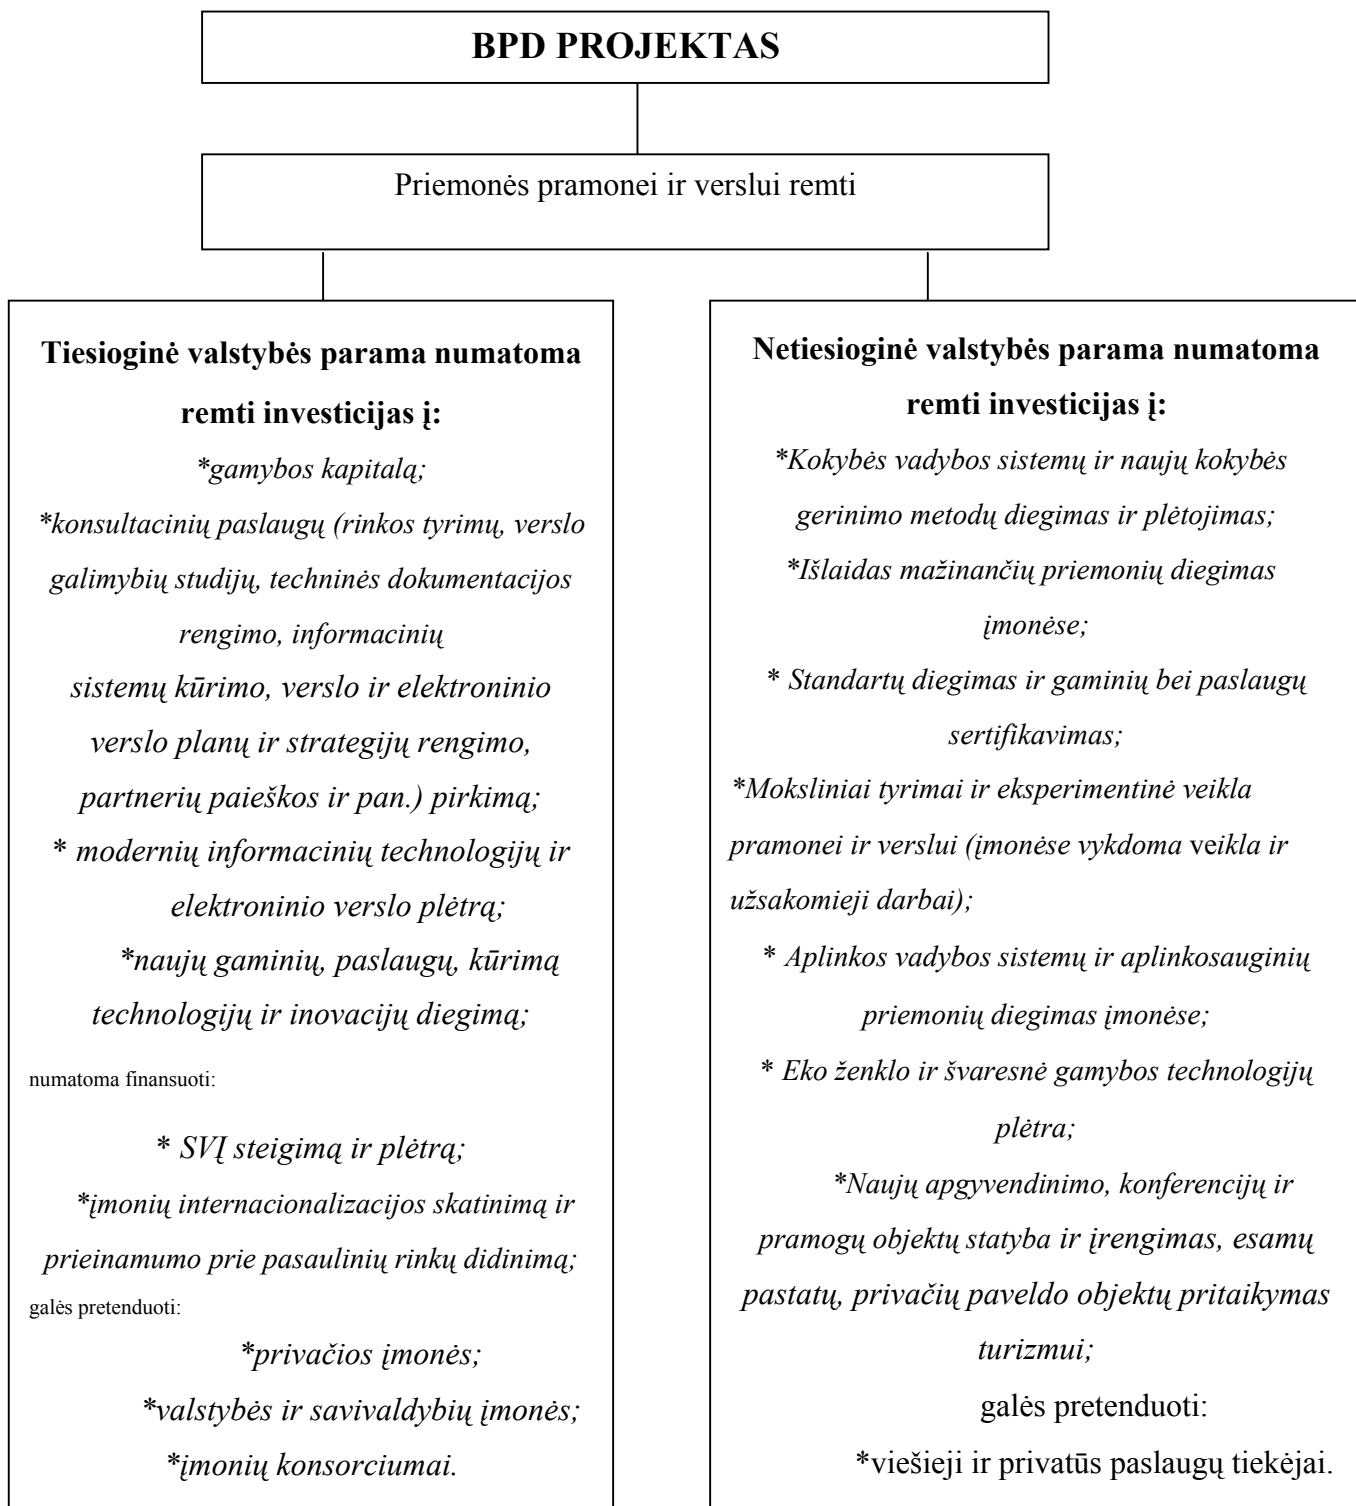 BPD PROJEKTAS
Priemonės pramonei ir verslui remti
Tiesioginė valstybės parama numatoma
remti investicijas į:
*gamybos kapitalą;
*konsultacinių paslaugų (rinkos tyrimų, verslo
galimybių studijų, techninės dokumentacijos
rengimo, informacinių
sistemų kūrimo, verslo ir elektroninio
verslo planų ir strategijų rengimo,
partnerių paieškos ir pan.) pirkimą;
* modernių informacinių technologijų ir
elektroninio verslo plėtrą;
*naujų gaminių, paslaugų, kūrimą
technologijų ir inovacijų diegimą;
numatoma finansuoti:
* SVĮ steigimą ir plėtrą;
*įmonių internacionalizacijos skatinimą ir
prieinamumo prie pasaulinių rinkų didinimą;
galės pretenduoti:
*privačios įmonės;
*valstybės ir savivaldybių įmonės;
*įmonių konsorciumai.
Netiesioginė valstybės parama numatoma
remti investicijas į:
*Kokybės vadybos sistemų ir naujų kokybės
gerinimo metodų diegimas ir plėtojimas;
*Išlaidas mažinančių priemonių diegimas
įmonėse;
* Standartų diegimas ir gaminių bei paslaugų
sertifikavimas;
*Moksliniai tyrimai ir eksperimentinė veikla
pramonei ir verslui (įmonėse vykdoma veikla ir
užsakomieji darbai);
* Aplinkos vadybos sistemų ir aplinkosauginių
priemonių diegimas įmonėse;
* Eko ženklo ir švaresnė gamybos technologijų
plėtra;
*Naujų apgyvendinimo, konferencijų ir
pramogų objektų statyba ir įrengimas, esamų
pastatų, privačių paveldo objektų pritaikymas
turizmui;
galės pretenduoti:
*viešieji ir privatūs paslaugų tiekėjai.